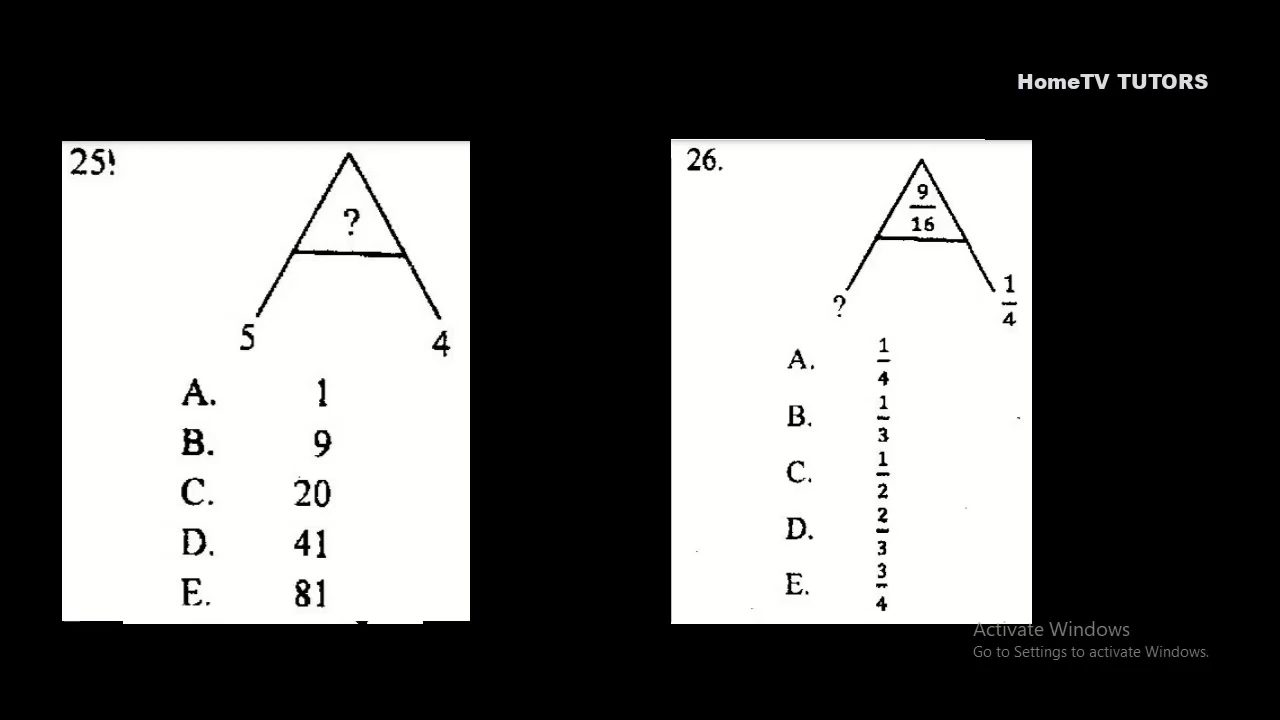 HomeTV TUTORS
25!
?
5 4
A. 1
B. 9
C. 20
D. 41
E. 81
26.
9/16
? 1/4
A. 1/4
B. 1/3
C. 1/2
D. 2/3
E. 3/4
Activate Windows
Go to Settings to activate Windows.